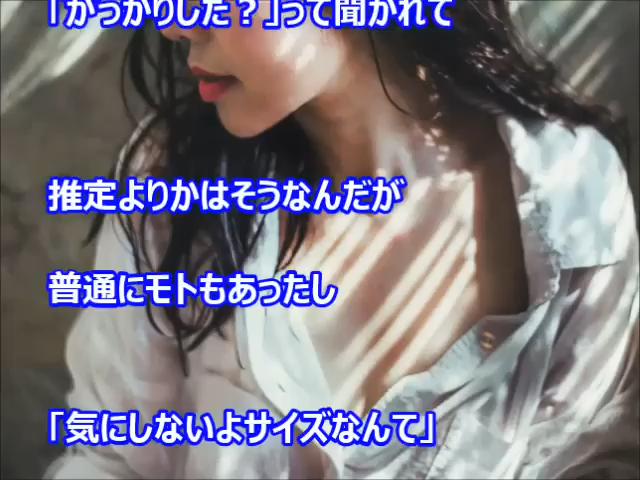 「がっかりした？」って聞かれて
推定よりかはそうなんだが
普通にモトもあったし
「気にしないよサイズなんて」